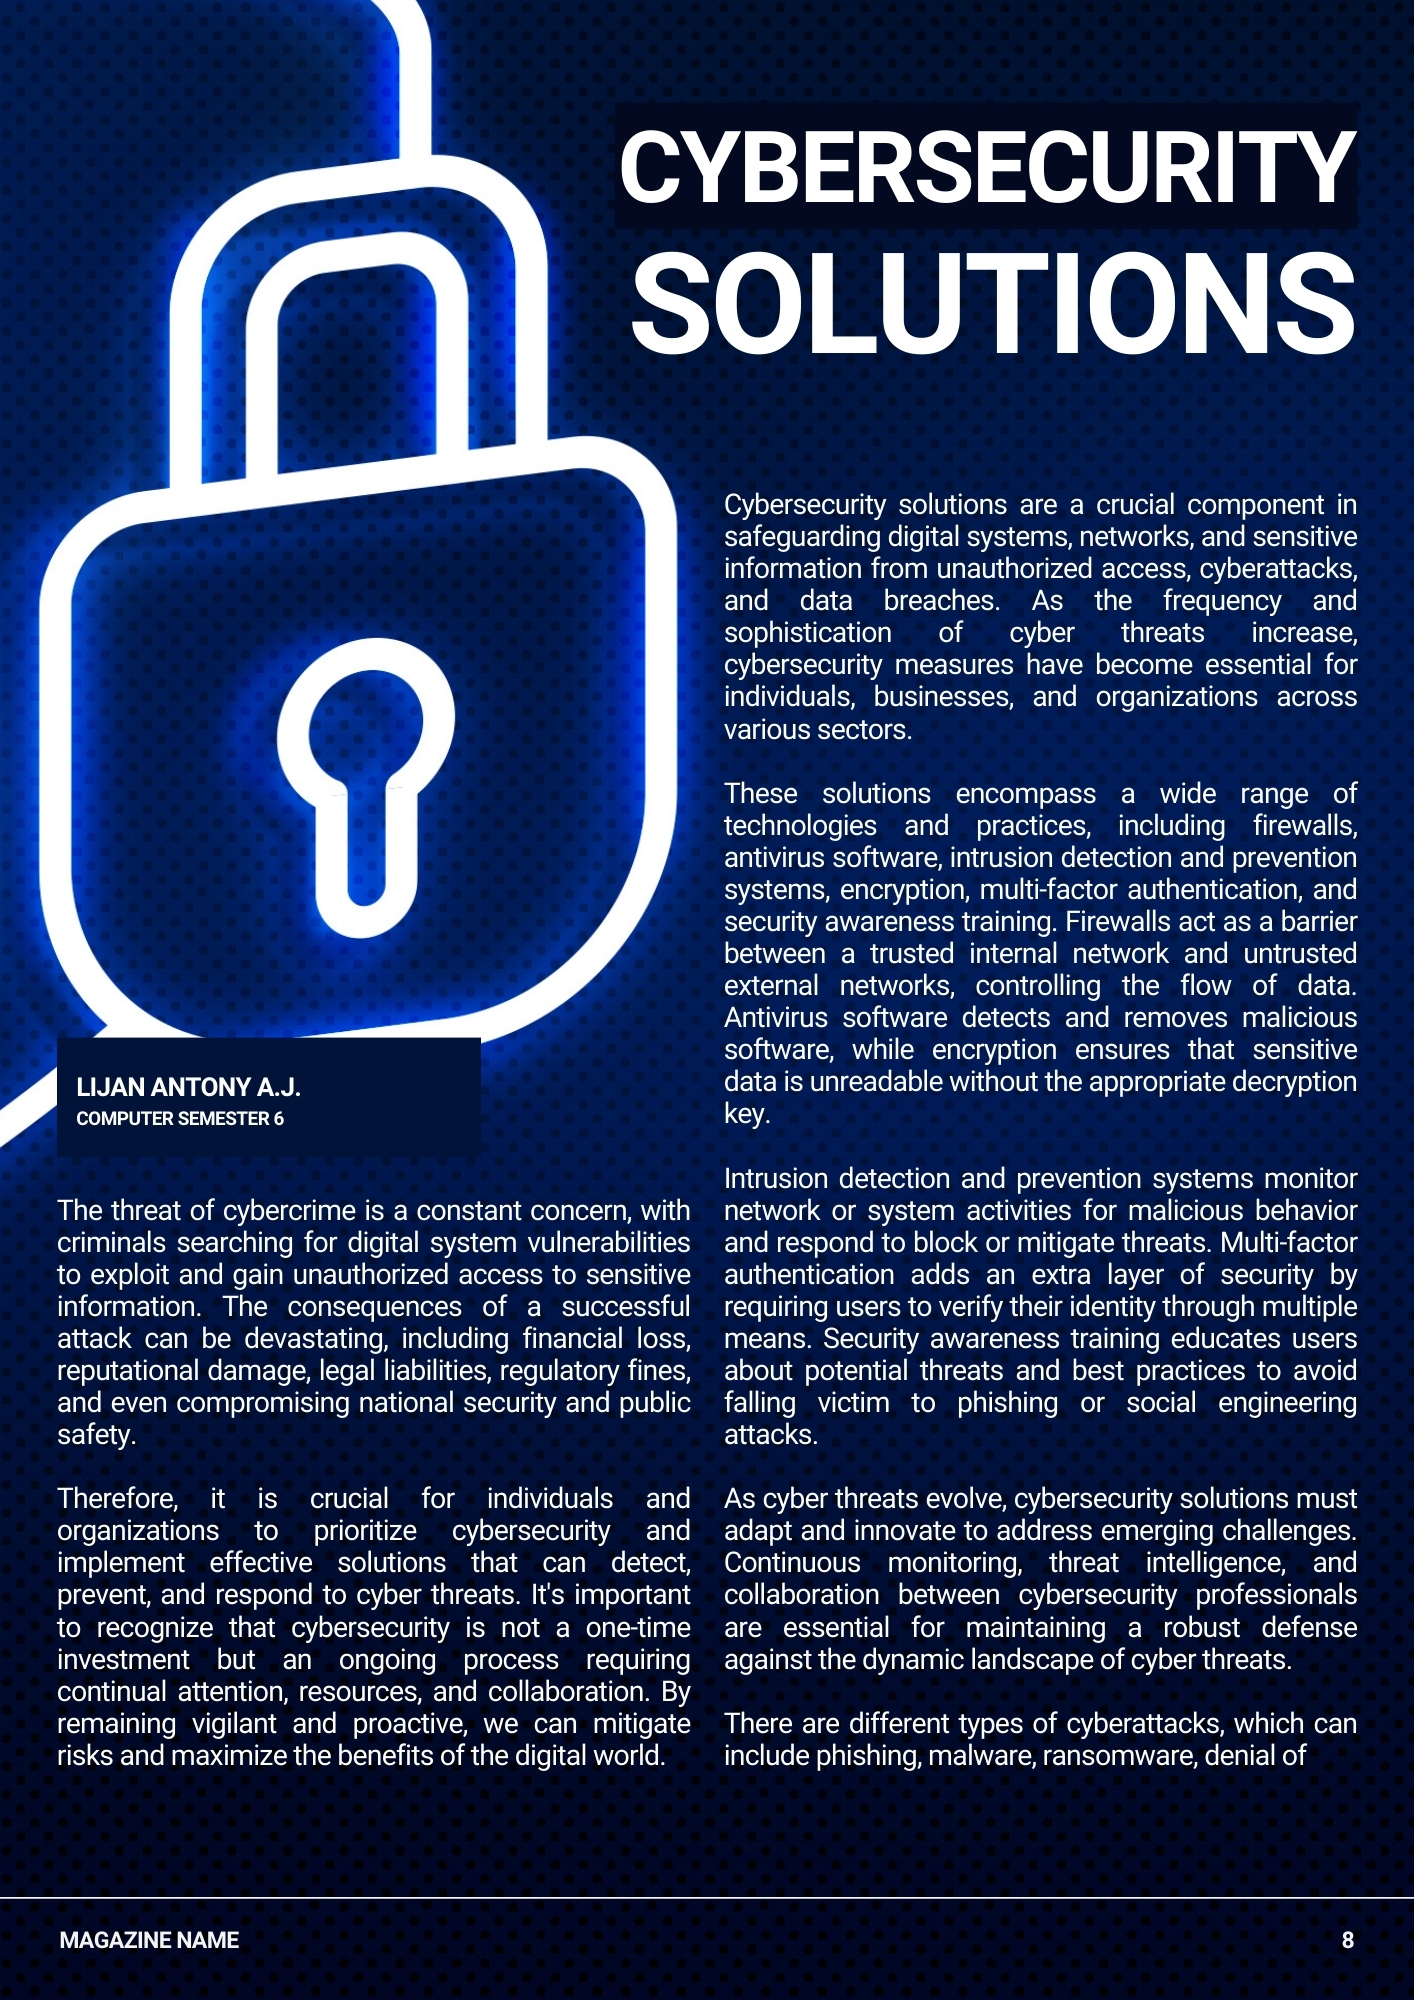 CYBERSECURITY
SOLUTIONS
LIJAN ANTONY A.J.
COMPUTER SEMESTER 6
The threat of cybercrime is a constant concern, with
criminals searching for digital system vulnerabilities
to exploit and gain unauthorized access to sensitive
information. The consequences of a successful
attack can be devastating, including financial loss,
reputational damage, legal liabilities, regulatory fines,
and even compromising national security and public
safety.
Therefore, it is crucial for individuals and
organizations to prioritize cybersecurity and
implement effective solutions that can detect,
prevent, and respond to cyber threats. It's important
to recognize that cybersecurity is not a one-time
investment but an ongoing process requiring
continual attention, resources, and collaboration. By
remaining vigilant and proactive, we can mitigate
risks and maximize the benefits of the digital world.
Cybersecurity solutions are a crucial component in
safeguarding digital systems, networks, and sensitive
information from unauthorized access, cyberattacks,
and data breaches. As the frequency and
sophistication of cyber threats increase,
cybersecurity measures have become essential for
individuals, businesses, and organizations across
various sectors.
These solutions encompass a wide range of
technologies and practices, including firewalls,
antivirus software, intrusion detection and prevention
systems, encryption, multi-factor authentication, and
security awareness training. Firewalls act as a barrier
between a trusted internal network and untrusted
external networks, controlling the flow of data.
Antivirus software detects and removes malicious
software, while encryption ensures that sensitive
data is unreadable without the appropriate decryption
key.
Intrusion detection and prevention systems monitor
network or system activities for malicious behavior
and respond to block or mitigate threats. Multi-factor
authentication adds an extra layer of security by
requiring users to verify their identity through multiple
means. Security awareness training educates users
about potential threats and best practices to avoid
falling victim to phishing or social engineering
attacks.
As cyber threats evolve, cybersecurity solutions must
adapt and innovate to address emerging challenges.
Continuous monitoring, threat intelligence, and
collaboration between cybersecurity professionals
are essential for maintaining a robust defense
against the dynamic landscape of cyber threats.
There are different types of cyberattacks, which can
include phishing, malware, ransomware, denial of
MAGAZINE NAME
8